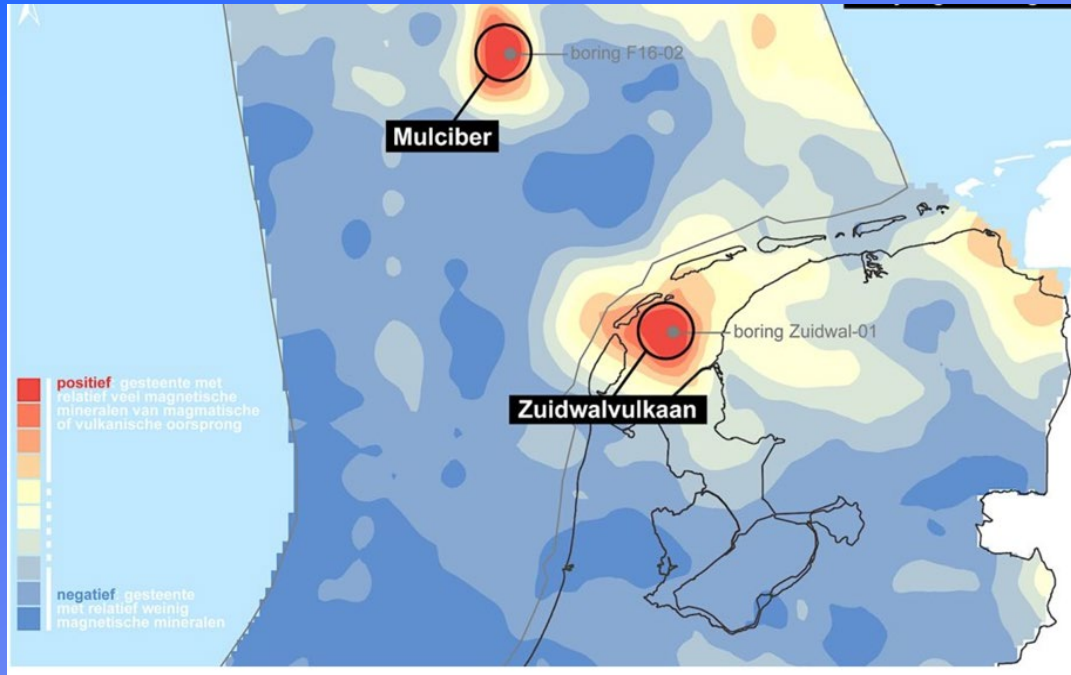 boring F16-02
Mulciber
boring Zuidwal-01
Zuidwalvulkaan
positief: gesteente met
relatief veel magnetische
mineralen van magmatische
of vulkanische oorsprong
negatief: gesteente
met relatief weinig
magnetische mineralen